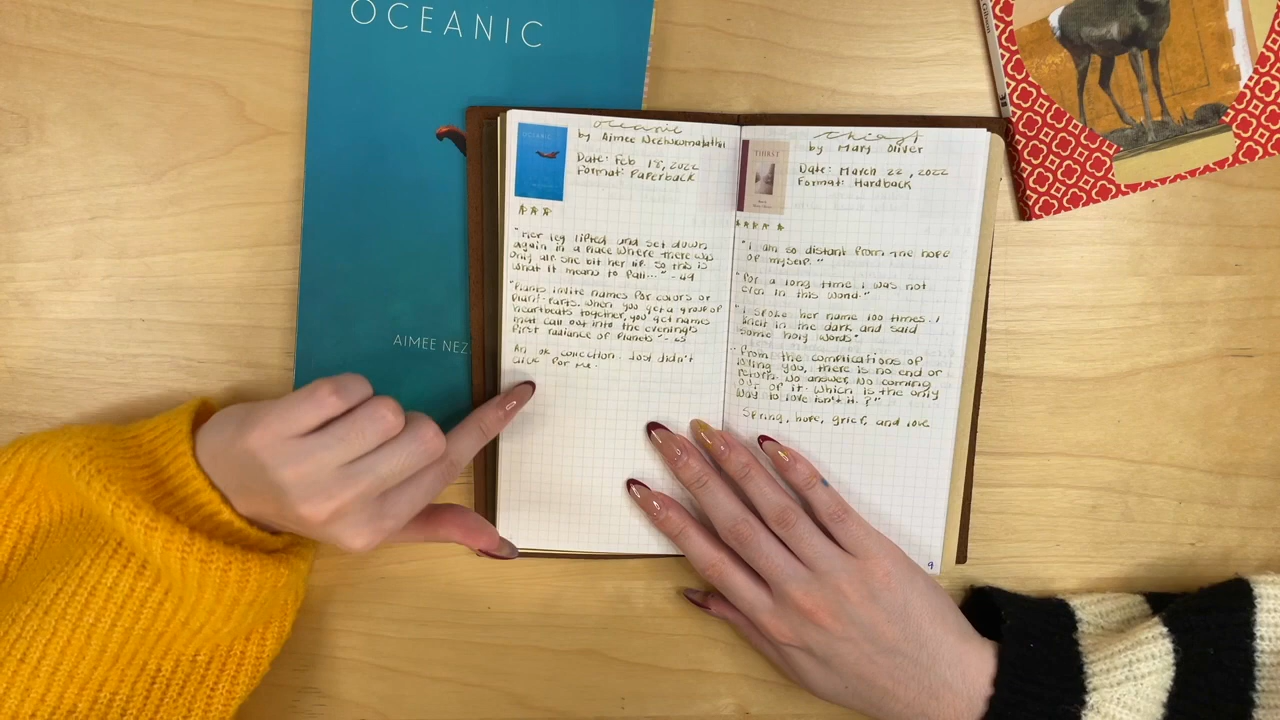 OCEANIC
AIMEE NEZ
Oceanic
by Aimee Nezhukumatathil
Date: Feb 18, 2022
Format: Paperback
"Her leg lifted and set down
again in a place where there was
only air. She bit her lip. So this is
what it means to fall..." - 49
"Plants invite names for colors or
plant-parts. When you get a group of
heartbeats together, you get names
that call out into the evening's
first radiance of planets" - 65
An ok collection. Just didn't
click for me.
THIRST
Thirst
by Mary Oliver
Date: March 22, 2022
Format: Hardback
"I am so distant from the hope
of myself."
"For a long time I was not
even in this world."
"I spoke her name 100 times. I
knelt in the dark and said
some holy words"
"From the complications of
loving you, there is no end or
return. No answer, No coming
out of it. Which is the only
way to love isn't it?"
Spring, hope, grief, and love
9